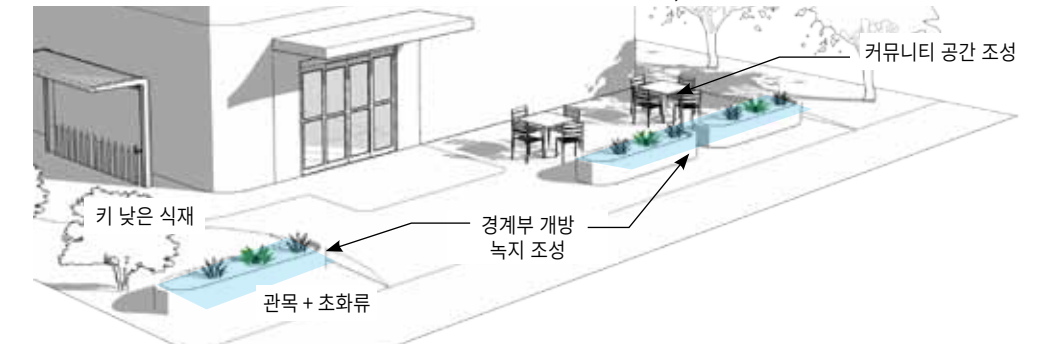 커뮤니티 공간 조성
키 낮은 식재
경계부 개방
녹지 조성
관목 + 초화류